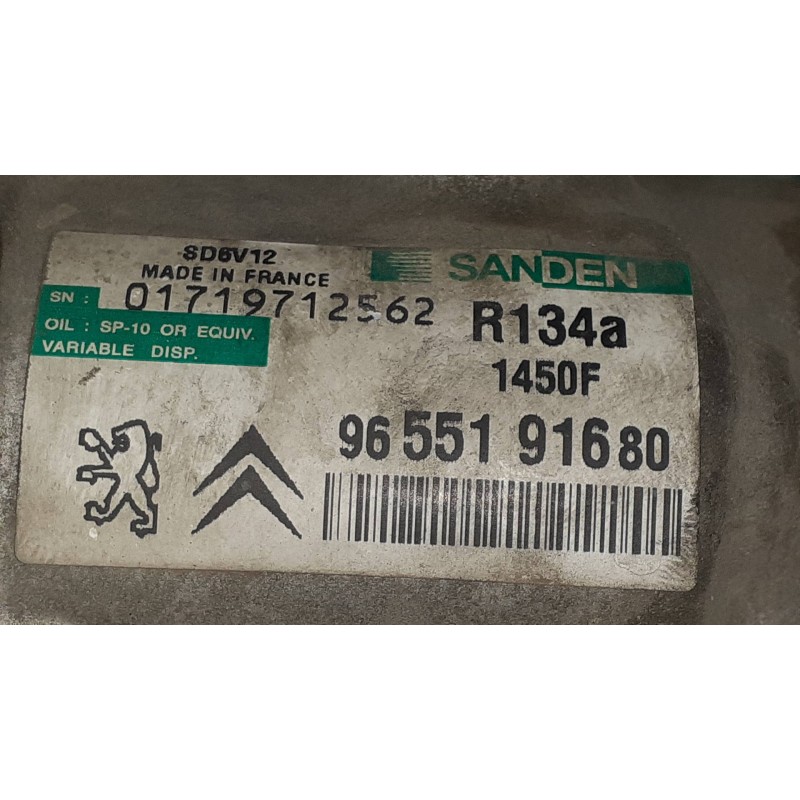 SD6V12
MADE IN FRANCE
SANDEN
SN : 01719712562
OIL : SP-10 OR EQUIV.
VARIABLE DISP.
R134a
1450F
96 551 916 80